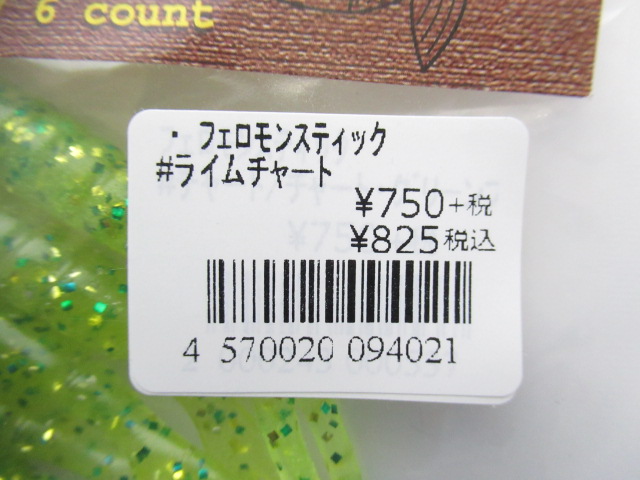 6 count
・フェロモンスティック
#ライムチャート
¥750+税
¥825税込
4 570020 094021